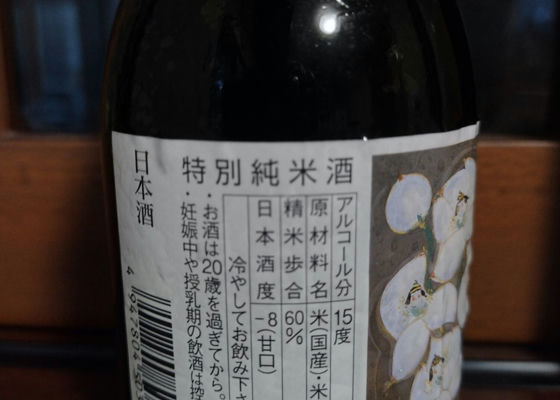 特別純米酒
アルコール分 15度
原材料名 米(国産)・米
精米歩合 60%
日本酒度 -8(甘口)
冷やしてお飲み下さ
・お酒は20歳を過ぎてから。
・妊娠中や授乳期の飲酒は控
日本酒
4 947804